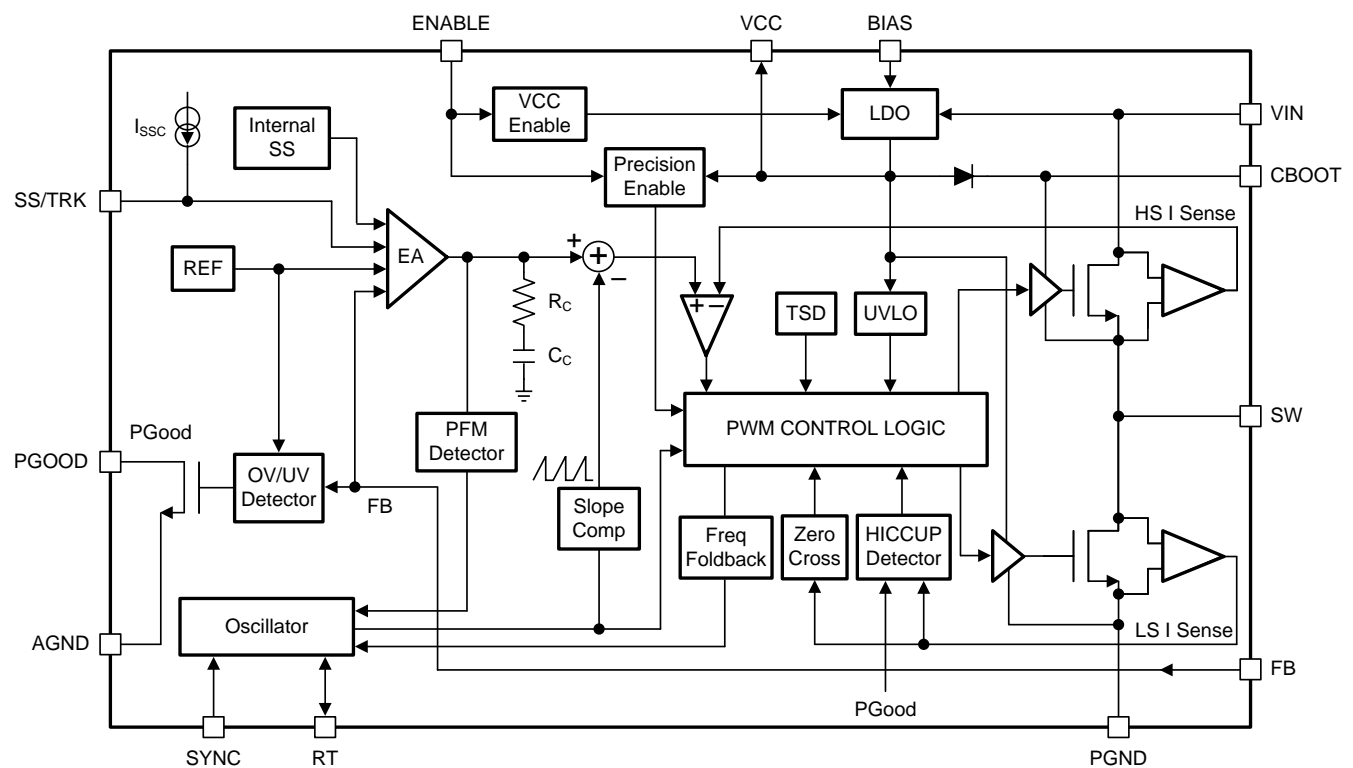 ENABLE
VCC
BIAS
ISSC
Internal
SS
VCC
Enable
LDO
VIN
Precision
Enable
CBOOT
SS/TRK
HS I Sense
REF
EA
+
+
−
RC
+ −
TSD
UVLO
CC
PWM CONTROL LOGIC
SW
PGood
PGOOD
PFM
Detector
OV/UV
Detector
FB
Slope
Comp
Freq
Foldback
Zero
Cross
HICCUP
Detector
Oscillator
LS I Sense
AGND
FB
PGood
SYNC
RT
PGND